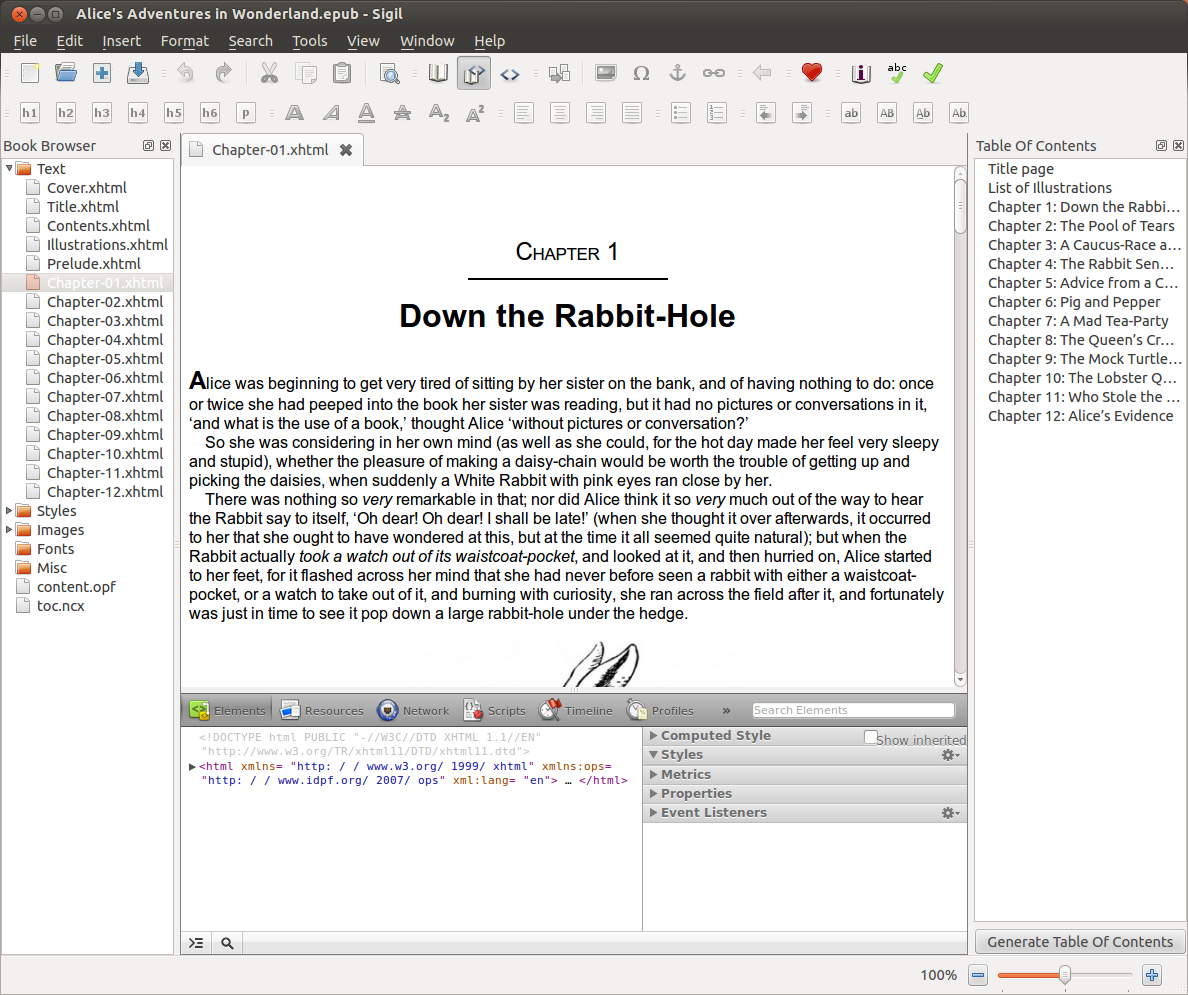 Alice's Adventures in Wonderland.epub - Sigil
File Edit Insert Format Search Tools View Window Help
abc
h1 h2 h3 h4 h5 h6 p A A A A A2 A2 ab AB Ab Ab
Book Browser
Text
Cover.xhtml
Title.xhtml
Contents.xhtml
Illustrations.xhtml
Prelude.xhtml
Chapter-01.xhtml
Chapter-02.xhtml
Chapter-03.xhtml
Chapter-04.xhtml
Chapter-05.xhtml
Chapter-06.xhtml
Chapter-07.xhtml
Chapter-08.xhtml
Chapter-09.xhtml
Chapter-10.xhtml
Chapter-11.xhtml
Chapter-12.xhtml
Styles
Images
Fonts
Misc
content.opf
toc.ncx
Chapter-01.xhtml
Chapter 1
Down the Rabbit-Hole
Alice was beginning to get very tired of sitting by her sister on the bank, and of having nothing to do: once
or twice she had peeped into the book her sister was reading, but it had no pictures or conversations in it,
‘and what is the use of a book,’ thought Alice ‘without pictures or conversation?’
So she was considering in her own mind (as well as she could, for the hot day made her feel very sleepy
and stupid), whether the pleasure of making a daisy-chain would be worth the trouble of getting up and
picking the daisies, when suddenly a White Rabbit with pink eyes ran close by her.
There was nothing so very remarkable in that; nor did Alice think it so very much out of the way to hear
the Rabbit say to itself, ‘Oh dear! Oh dear! I shall be late!’ (when she thought it over afterwards, it occurred
to her that she ought to have wondered at this, but at the time it all seemed quite natural); but when the
Rabbit actually took a watch out of its waistcoat-pocket, and looked at it, and then hurried on, Alice started
to her feet, for it flashed across her mind that she had never before seen a rabbit with either a waistcoat-
pocket, or a watch to take out of it, and burning with curiosity, she ran across the field after it, and fortunately
was just in time to see it pop down a large rabbit-hole under the hedge.
Elements Resources Network Scripts Timeline Profiles » Search Elements
<!DOCTYPE html PUBLIC "-//W3C//DTD XHTML 1.1//EN"
"http://www.w3.org/TR/xhtml11/DTD/xhtml11.dtd">
<html xmlns= "http: / / www.w3.org/ 1999/ xhtml" xmlns:ops=
"http: / / www.idpf.org/ 2007/ ops" xml:lang= "en"> … </html>
Computed Style Show inherited
Styles
Metrics
Properties
Event Listeners
Table Of Contents
Title page
List of Illustrations
Chapter 1: Down the Rabbi...
Chapter 2: The Pool of Tears
Chapter 3: A Caucus-Race a...
Chapter 4: The Rabbit Sen...
Chapter 5: Advice from a C...
Chapter 6: Pig and Pepper
Chapter 7: A Mad Tea-Party
Chapter 8: The Queen’s Cr...
Chapter 9: The Mock Turtle...
Chapter 10: The Lobster Q...
Chapter 11: Who Stole the ...
Chapter 12: Alice’s Evidence
Generate Table Of Contents
100%